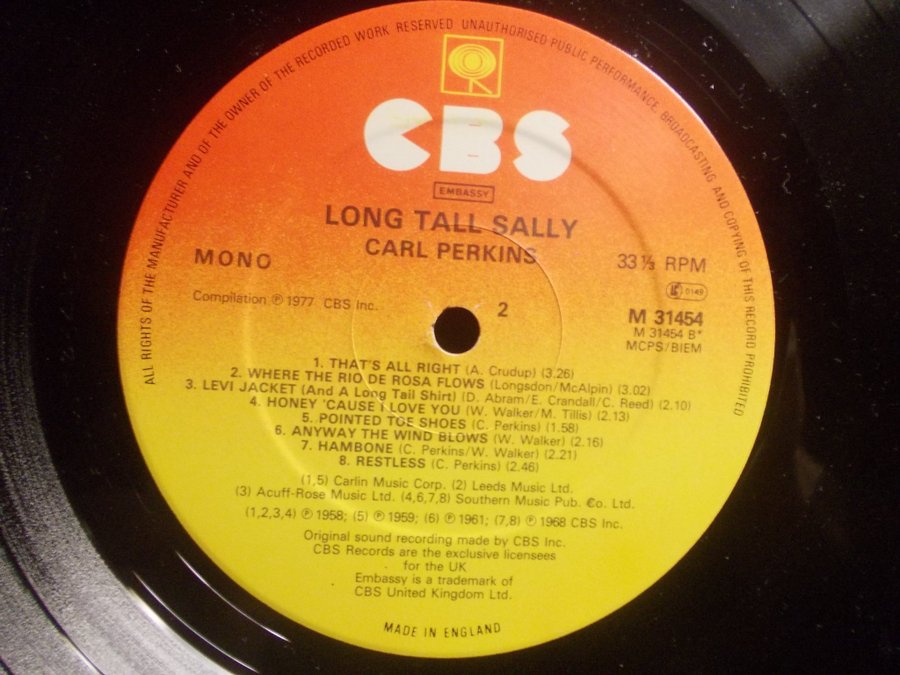 ALL RIGHTS OF THE MANUFACTURER AND OF THE OWNER OF THE RECORDED WORK RESERVED UNAUTHORISED PUBLIC PERFORMANCE, BROADCASTING AND COPYING OF THIS RECORD PROHIBITED
CBS
EMBASSY
LONG TALL SALLY
CARL PERKINS
MONO
33 1/3 RPM
LC 0149
Compilation ℗ 1977 CBS Inc.
2
M 31454
M 31454 B*
MCPS/BIEM
1. THAT'S ALL RIGHT (A. Crudup) (3.26)
2. WHERE THE RIO DE ROSA FLOWS (Longsdon/McAlpin) (3.02)
3. LEVI JACKET (And A Long Tail Shirt) (D. Abram/E. Crandall/C. Reed) (2.10)
4. HONEY 'CAUSE I LOVE YOU (W. Walker/M. Tillis) (2.13)
5. POINTED TOE SHOES (C. Perkins) (1.58)
6. ANYWAY THE WIND BLOWS (W. Walker) (2.16)
7. HAMBONE (C. Perkins/W. Walker) (2.21)
8. RESTLESS (C. Perkins) (2.46)
(1,5) Carlin Music Corp. (2) Leeds Music Ltd.
(3) Acuff-Rose Music Ltd. (4,6,7,8) Southern Music Pub. Co. Ltd.
(1,2,3,4) ℗ 1958; (5) ℗ 1959; (6) ℗ 1961; (7,8) ℗ 1968 CBS Inc.
Original sound recording made by CBS Inc.
CBS Records are the exclusive licensees
for the UK
Embassy is a trademark of
CBS United Kingdom Ltd.
MADE IN ENGLAND